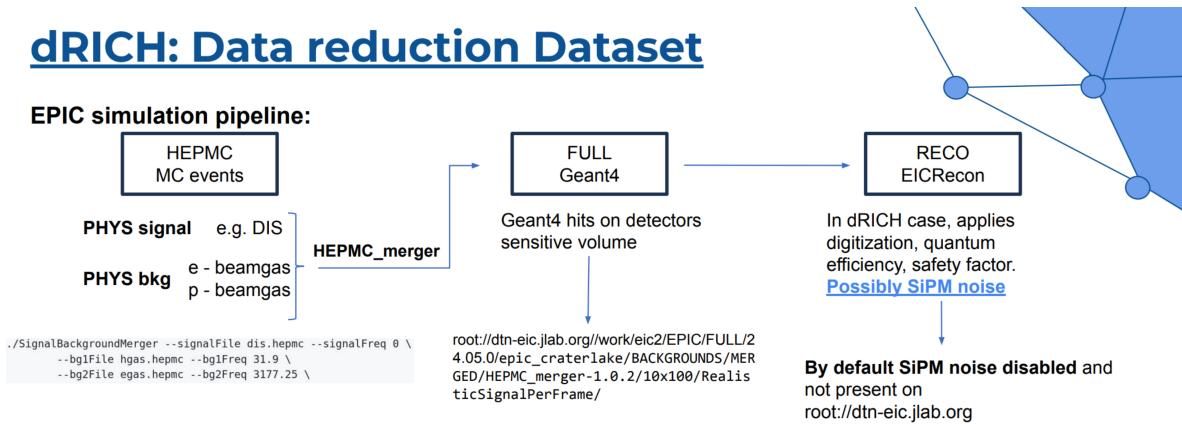 dRICH: Data reduction Dataset
EPIC simulation pipeline:
HEPMC
MC events
PHYS signal e.g. DIS
PHYS bkg
e - beamgas
p - beamgas
HEPMC_merger
./SignalBackgroundMerger --signalFile dis.hepmc --signalFreq 0 \
--bg1File hgas.hepmc --bg1Freq 31.9 \
--bg2File egas.hepmc --bg2Freq 3177.25 \
FULL
Geant4
Geant4 hits on detectors
sensitive volume
root://dtn-eic.jlab.org//work/eic2/EPIC/FULL/2
4.05.0/epic_craterlake/BACKGROUNDS/MER
GED/HEPMC_merger-1.0.2/10x100/Realis
ticSignalPerFrame/
RECO
EICRecon
In dRICH case, applies
digitization, quantum
efficiency, safety factor.
Possibly SiPM noise
By default SiPM noise disabled and
not present on
root://dtn-eic.jlab.org